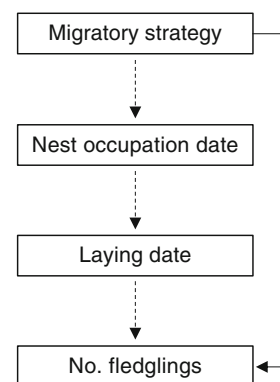 Migratory strategy
Nest occupation date
Laying date
No. fledglings